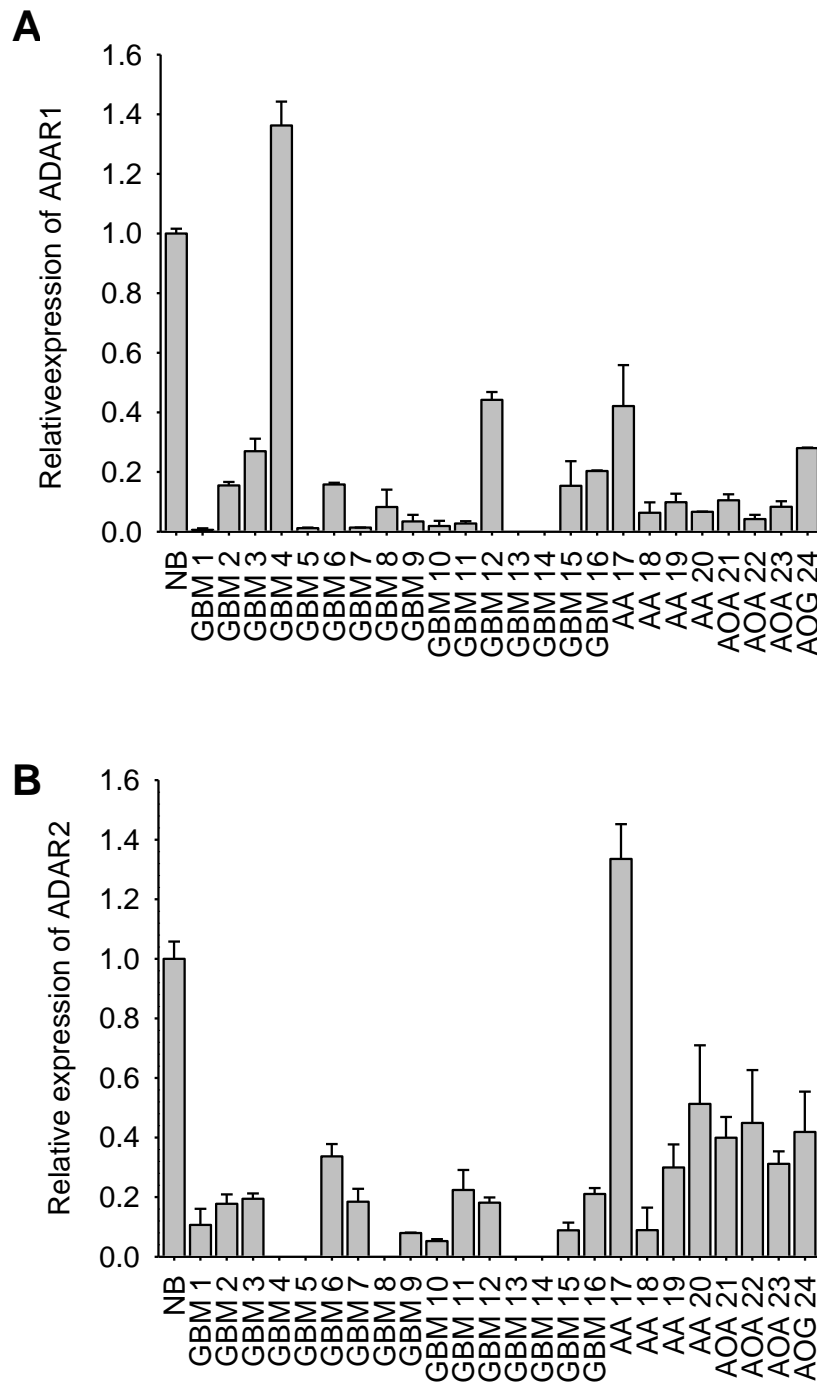 A
Relativeexpression of ADAR1
1.6
1.4
1.2
1.0
0.8
0.6
0.4
0.2
0.0
NB
GBM 1
GBM 2
GBM 3
GBM 4
GBM 5
GBM 6
GBM 7
GBM 8
GBM 9
GBM 10
GBM 11
GBM 12
GBM 13
GBM 14
GBM 15
GBM 16
AA 17
AA 18
AA 19
AA 20
AOA 21
AOA 22
AOA 23
AOG 24
B
Relative expression of ADAR2
1.6
1.4
1.2
1.0
0.8
0.6
0.4
0.2
0.0
NB
GBM 1
GBM 2
GBM 3
GBM 4
GBM 5
GBM 6
GBM 7
GBM 8
GBM 9
GBM 10
GBM 11
GBM 12
GBM 13
GBM 14
GBM 15
GBM 16
AA 17
AA 18
AA 19
AA 20
AOA 21
AOA 22
AOA 23
AOG 24